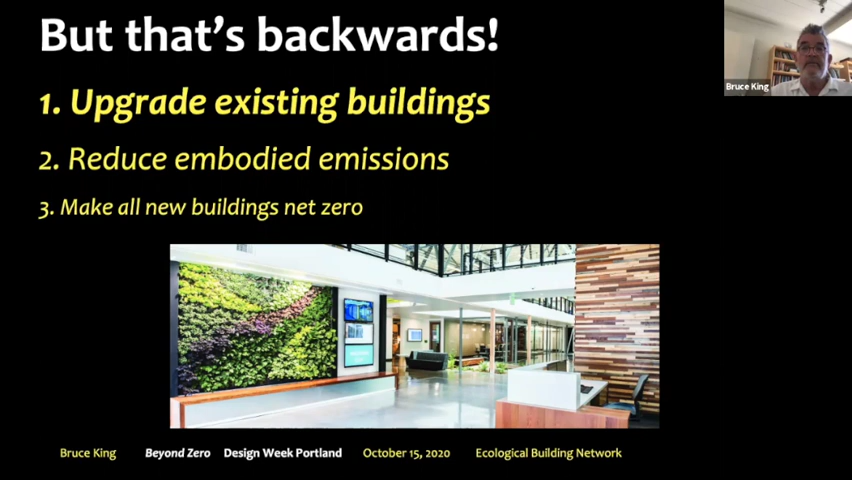 But that's backwards!
1. Upgrade existing buildings
2. Reduce embodied emissions
3. Make all new buildings net zero
Bruce King
Bruce King Beyond Zero Design Week Portland October 15, 2020 Ecological Building Network